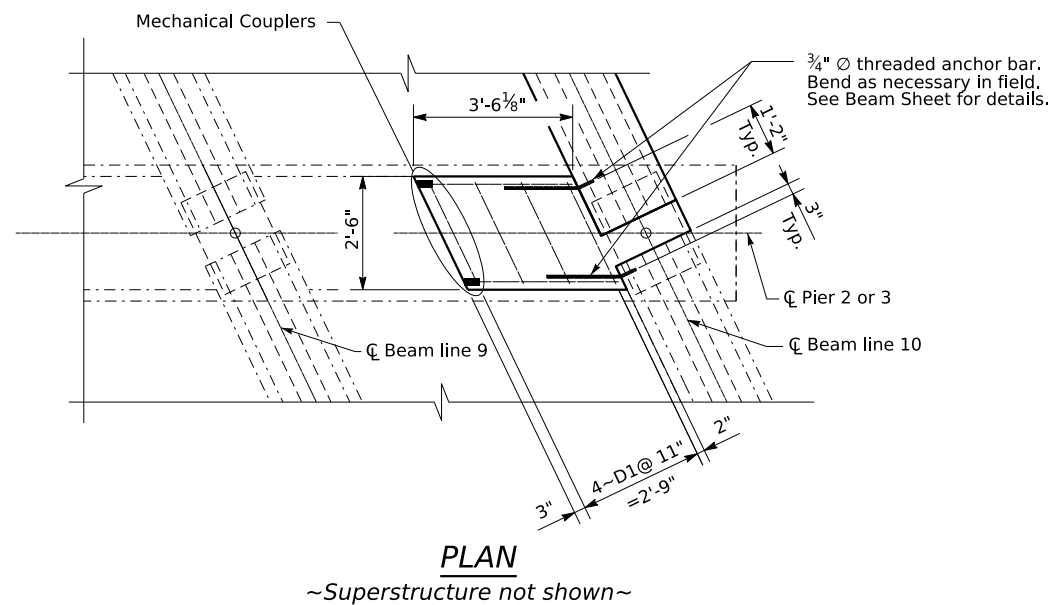 Mechanical Couplers
¾" Ø threaded anchor bar.
Bend as necessary in field.
See Beam Sheet for details.
3'-6⅛"
1'-2"
Typ.
3"
Typ.
2'-6"
℄ Pier 2 or 3
℄ Beam line 9
℄ Beam line 10
2"
4~D1@ 11"
=2'-9"
3"
PLAN
~Superstructure not shown~